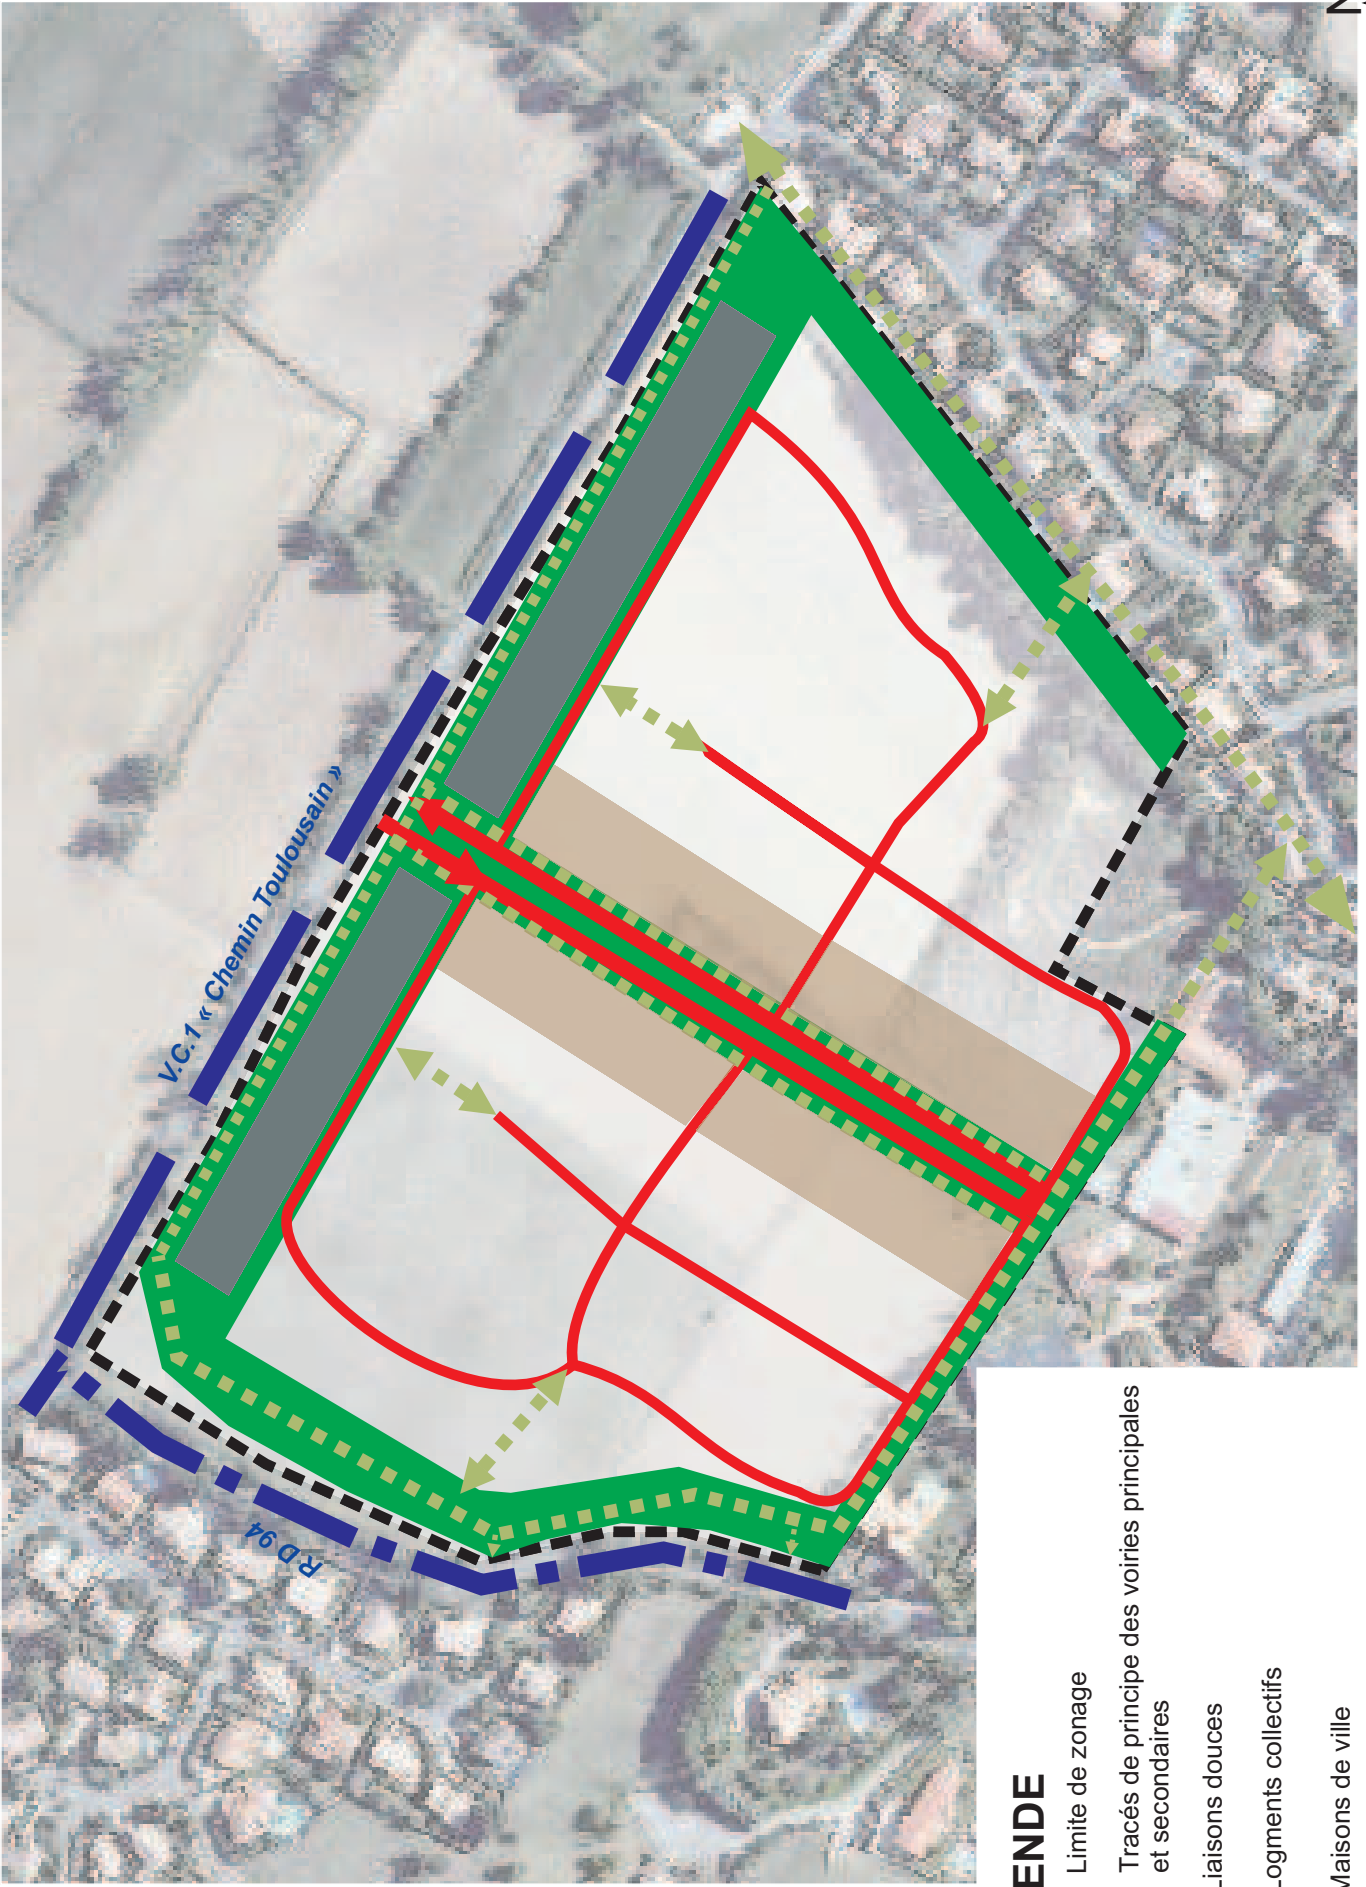 V.C.1 « Chemin Toulousain »
RD 94
ENDE
Limite de zonage
Tracés de principe des voiries principales
et secondaires
Liaisons douces
Logments collectifs
Maisons de ville
N